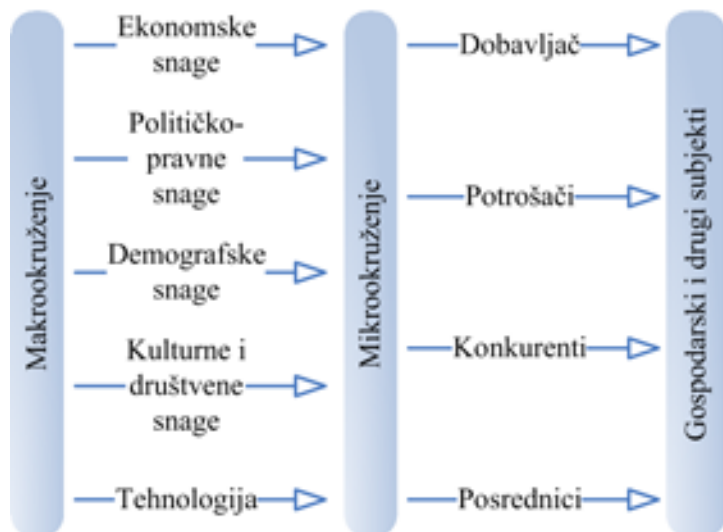 Makrookruženje
Ekonomske
snage
Političko-
pravne
snage
Demografske
snage
Kulturne i
društvene
snage
Tehnologija
Mikrookruženje
Dobavljač
Potrošači
Konkurenti
Posrednici
Gospodarski i drugi subjekti